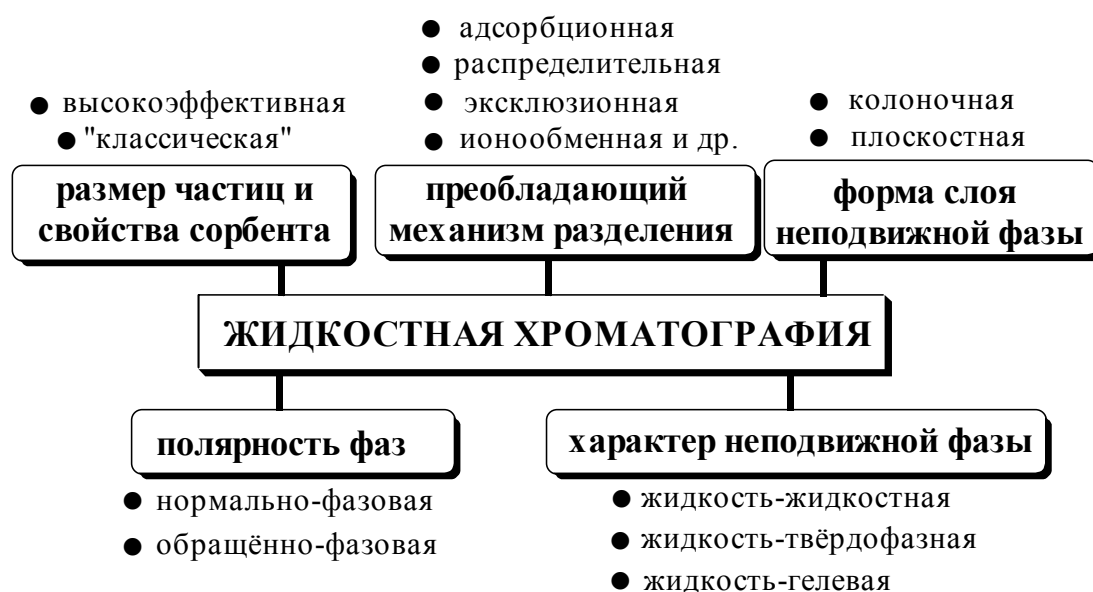 ● адсорбционная
● распределительная
● эксклюзионная
● ионообменная и др.
● высокоэффективная
● "классическая"
● колоночная
● плоскостная
размер частиц и
свойства сорбента
преобладающий
механизм разделения
форма слоя
неподвижной фазы
ЖИДКОСТНАЯ ХРОМАТОГРАФИЯ
полярность фаз
● нормально-фазовая
● обращённо-фазовая
характер неподвижной фазы
● жидкость-жидкостная
● жидкость-твёрдофазная
● жидкость-гелевая